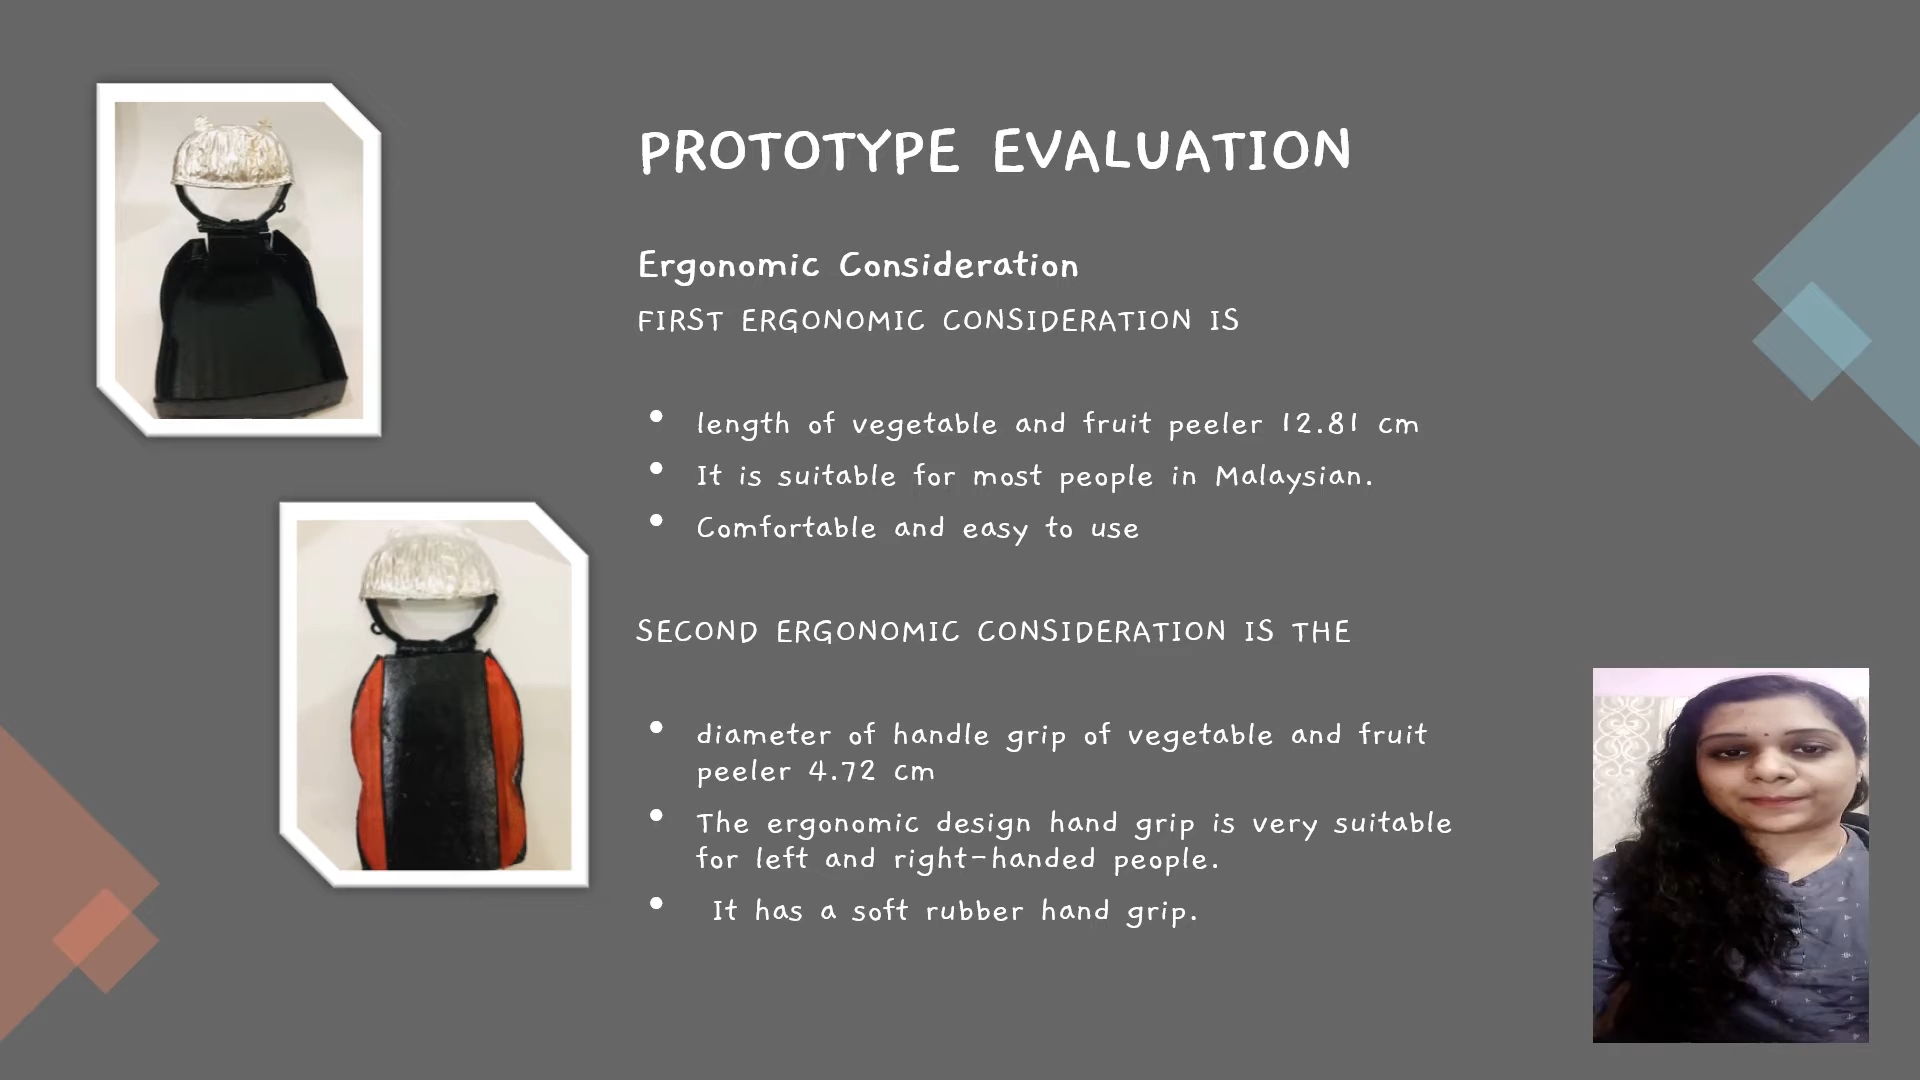 PROTOTYPE EVALUATION
Ergonomic Consideration
FIRST ERGONOMIC CONSIDERATION IS
• length of vegetable and fruit peeler 12.81 cm
• It is suitable for most people in Malaysian.
• Comfortable and easy to use
SECOND ERGONOMIC CONSIDERATION IS THE
• diameter of handle grip of vegetable and fruit
peeler 4.72 cm
• The ergonomic design hand grip is very suitable
for left and right-handed people.
• It has a soft rubber hand grip.